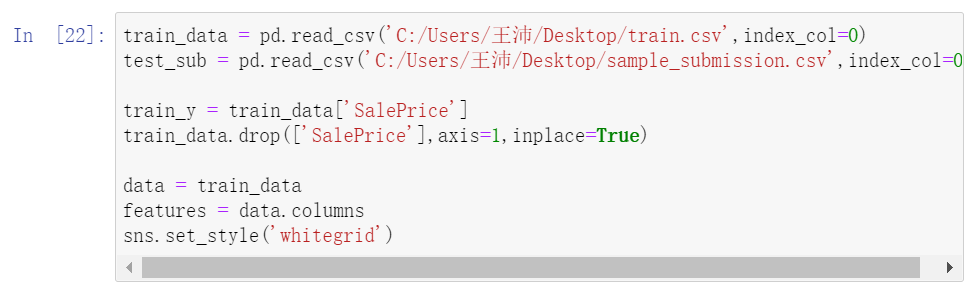 In [22]: train_data = pd.read_csv('C:/Users/王沛/Desktop/train.csv',index_col=0)
test_sub = pd.read_csv('C:/Users/王沛/Desktop/sample_submission.csv',index_col=0
train_y = train_data['SalePrice']
train_data.drop(['SalePrice'],axis=1,inplace=True)
data = train_data
features = data.columns
sns.set_style('whitegrid')